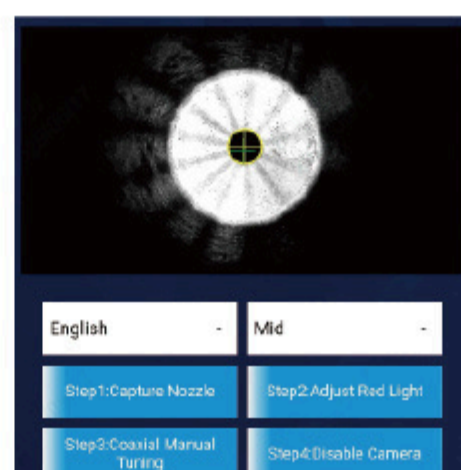 English -
Mid -
Step1:Capture Nozzle
Step2:Adjust Red Light
Step3:Coaxial Manual
Tuning
Step4:Disable Camera